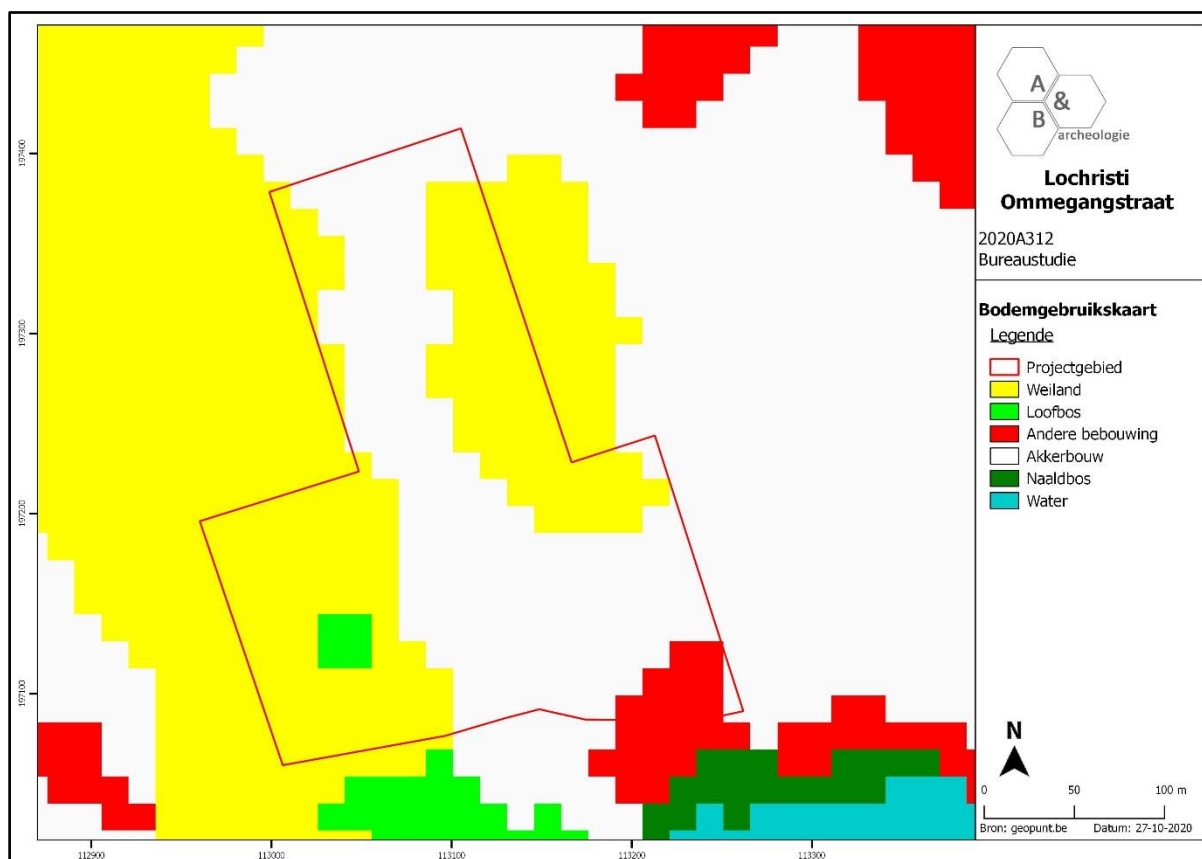 197400
197300
197200
197100
112900
113000
113100
113200
113300
A
&
B
archeologie
Lochristi
Ommegangstraat
2020A312
Bureaustudie
Bodemgebruikskaart
Legende
Projectgebied
Weiland
Loofbos
Andere bebouwing
Akkerbouw
Naaldbos
Water
N
0 50 100 m
Bron: geopunt.be Datum: 27-10-2020